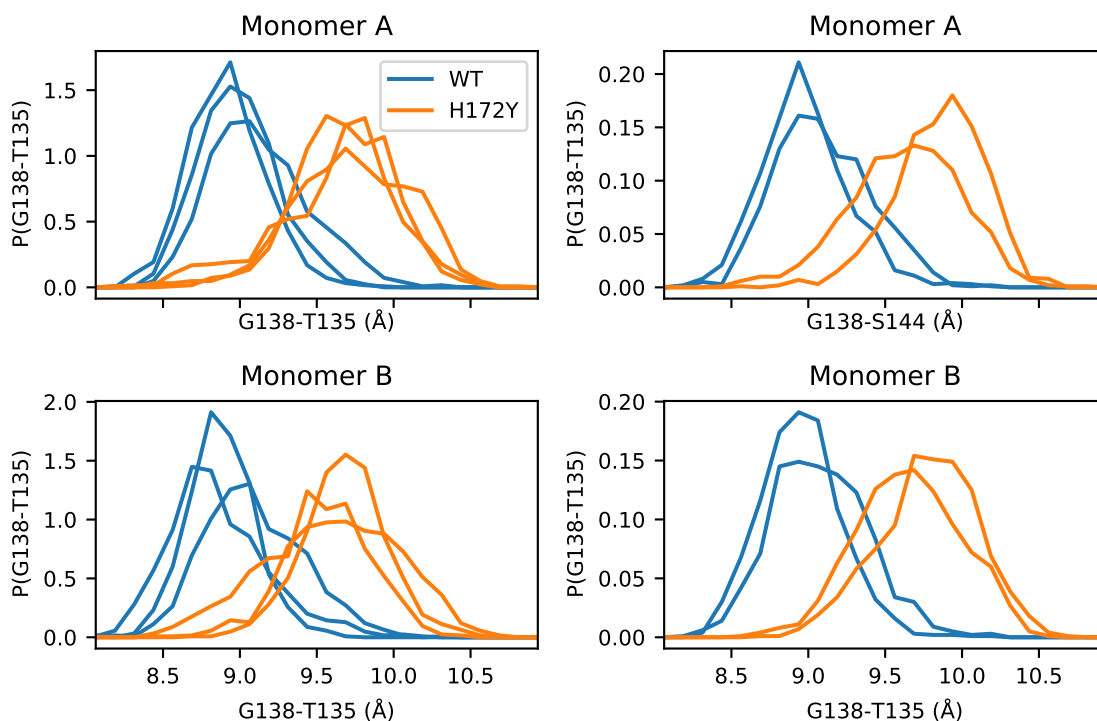 Monomer A
P(G138-T135)
1.5
1.0
0.5
0.0
WT
H172Y
G138-T135 (Å)
Monomer A
P(G138-T135)
0.20
0.15
0.10
0.05
0.00
G138-S144 (Å)
Monomer B
P(G138-T135)
2.0
1.5
1.0
0.5
0.0
8.5 9.0 9.5 10.0 10.5
G138-T135 (Å)
Monomer B
P(G138-T135)
0.20
0.15
0.10
0.05
0.00
8.5 9.0 9.5 10.0 10.5
G138-T135 (Å)